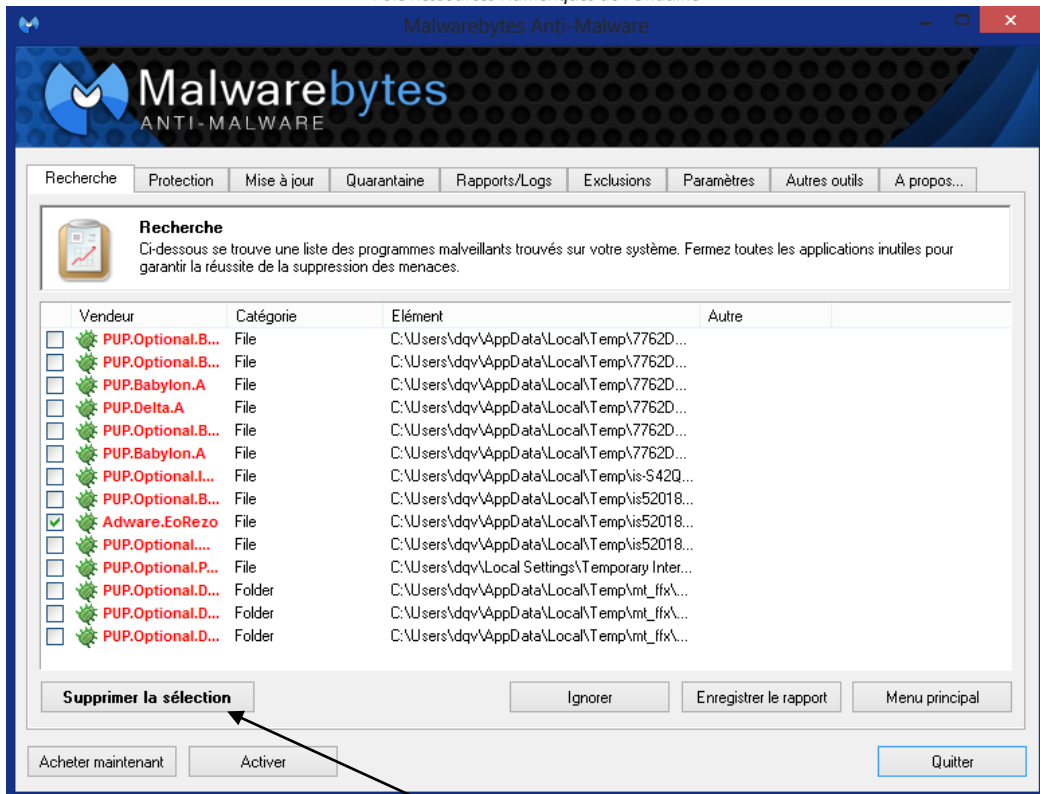 Malwarebytes Anti-Malware
Malwarebytes
ANTI-MALWARE
Recherche Protection Mise à jour Quarantaine Rapports/Logs Exclusions Paramètres Autres outils A propos...
Recherche
Ci-dessous se trouve une liste des programmes malveillants trouvés sur votre système. Fermez toutes les applications inutiles pour
garantir la réussite de la suppression des menaces.
Vendeur Catégorie Elément Autre
PUP.Optional.B... File C:\Users\dqv\AppData\Local\Temp\7762D...
PUP.Optional.B... File C:\Users\dqv\AppData\Local\Temp\7762D...
PUP.Babylon.A File C:\Users\dqv\AppData\Local\Temp\7762D...
PUP.Delta.A File C:\Users\dqv\AppData\Local\Temp\7762D...
PUP.Optional.B... File C:\Users\dqv\AppData\Local\Temp\7762D...
PUP.Babylon.A File C:\Users\dqv\AppData\Local\Temp\7762D...
PUP.Optional.I... File C:\Users\dqv\AppData\Local\Temp\is-S42Q...
PUP.Optional.B... File C:\Users\dqv\AppData\Local\Temp\is52018...
Adware.EoRezo File C:\Users\dqv\AppData\Local\Temp\is52018...
PUP.Optional.... File C:\Users\dqv\AppData\Local\Temp\is52018...
PUP.Optional.P... File C:\Users\dqv\Local Settings\Temporary Inter...
PUP.Optional.D... Folder C:\Users\dqv\AppData\Local\Temp\mt_ffx\...
PUP.Optional.D... Folder C:\Users\dqv\AppData\Local\Temp\mt_ffx\...
PUP.Optional.D... Folder C:\Users\dqv\AppData\Local\Temp\mt_ffx\...
Supprimer la sélection Ignorer Enregistrer le rapport Menu principal
Acheter maintenant Activer Quitter